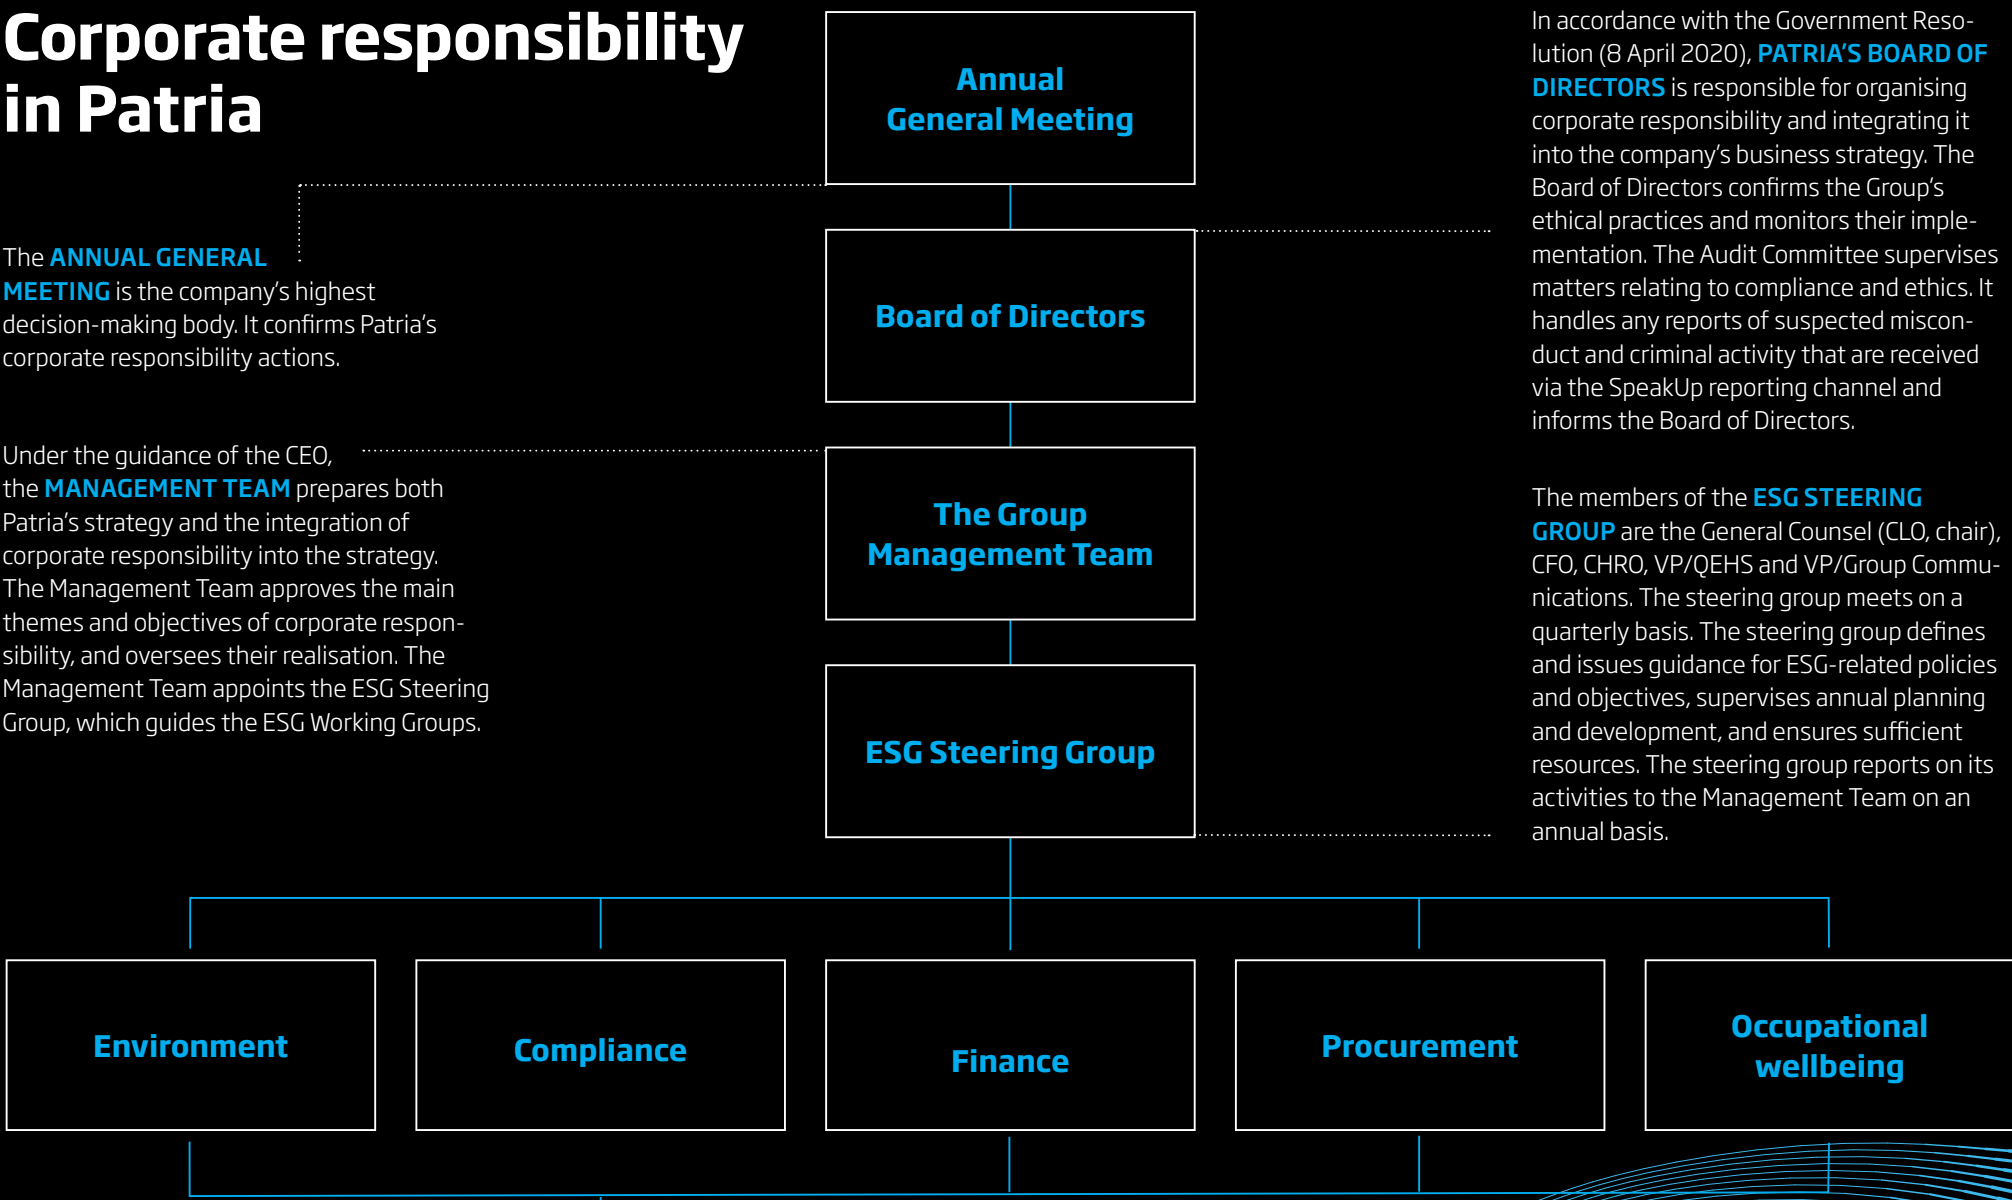 Corporate responsibility
in Patria
Annual
General Meeting
The ANNUAL GENERAL
MEETING is the company's highest
decision-making body. It confirms Patria's
corporate responsibility actions.
Board of Directors
In accordance with the Government Reso-
lution (8 April 2020), PATRIA'S BOARD OF
DIRECTORS is responsible for organising
corporate responsibility and integrating it
into the company's business strategy. The
Board of Directors confirms the Group's
ethical practices and monitors their imple-
mentation. The Audit Committee supervises
matters relating to compliance and ethics. It
handles any reports of suspected miscon-
duct and criminal activity that are received
via the SpeakUp reporting channel and
informs the Board of Directors.
Under the guidance of the CEO,
the MANAGEMENT TEAM prepares both
Patria's strategy and the integration of
corporate responsibility into the strategy.
The Management Team approves the main
themes and objectives of corporate respon-
sibility, and oversees their realisation. The
Management Team appoints the ESG Steering
Group, which guides the ESG Working Groups.
The Group
Management Team
ESG Steering Group
The members of the ESG STEERING
GROUP are the General Counsel (CLO, chair),
CFO, CHRO, VP/QEHS and VP/Group Commu-
nications. The steering group meets on a
quarterly basis. The steering group defines
and issues guidance for ESG-related policies
and objectives, supervises annual planning
and development, and ensures sufficient
resources. The steering group reports on its
activities to the Management Team on an
annual basis.
Environment
Compliance
Finance
Procurement
Occupational
wellbeing